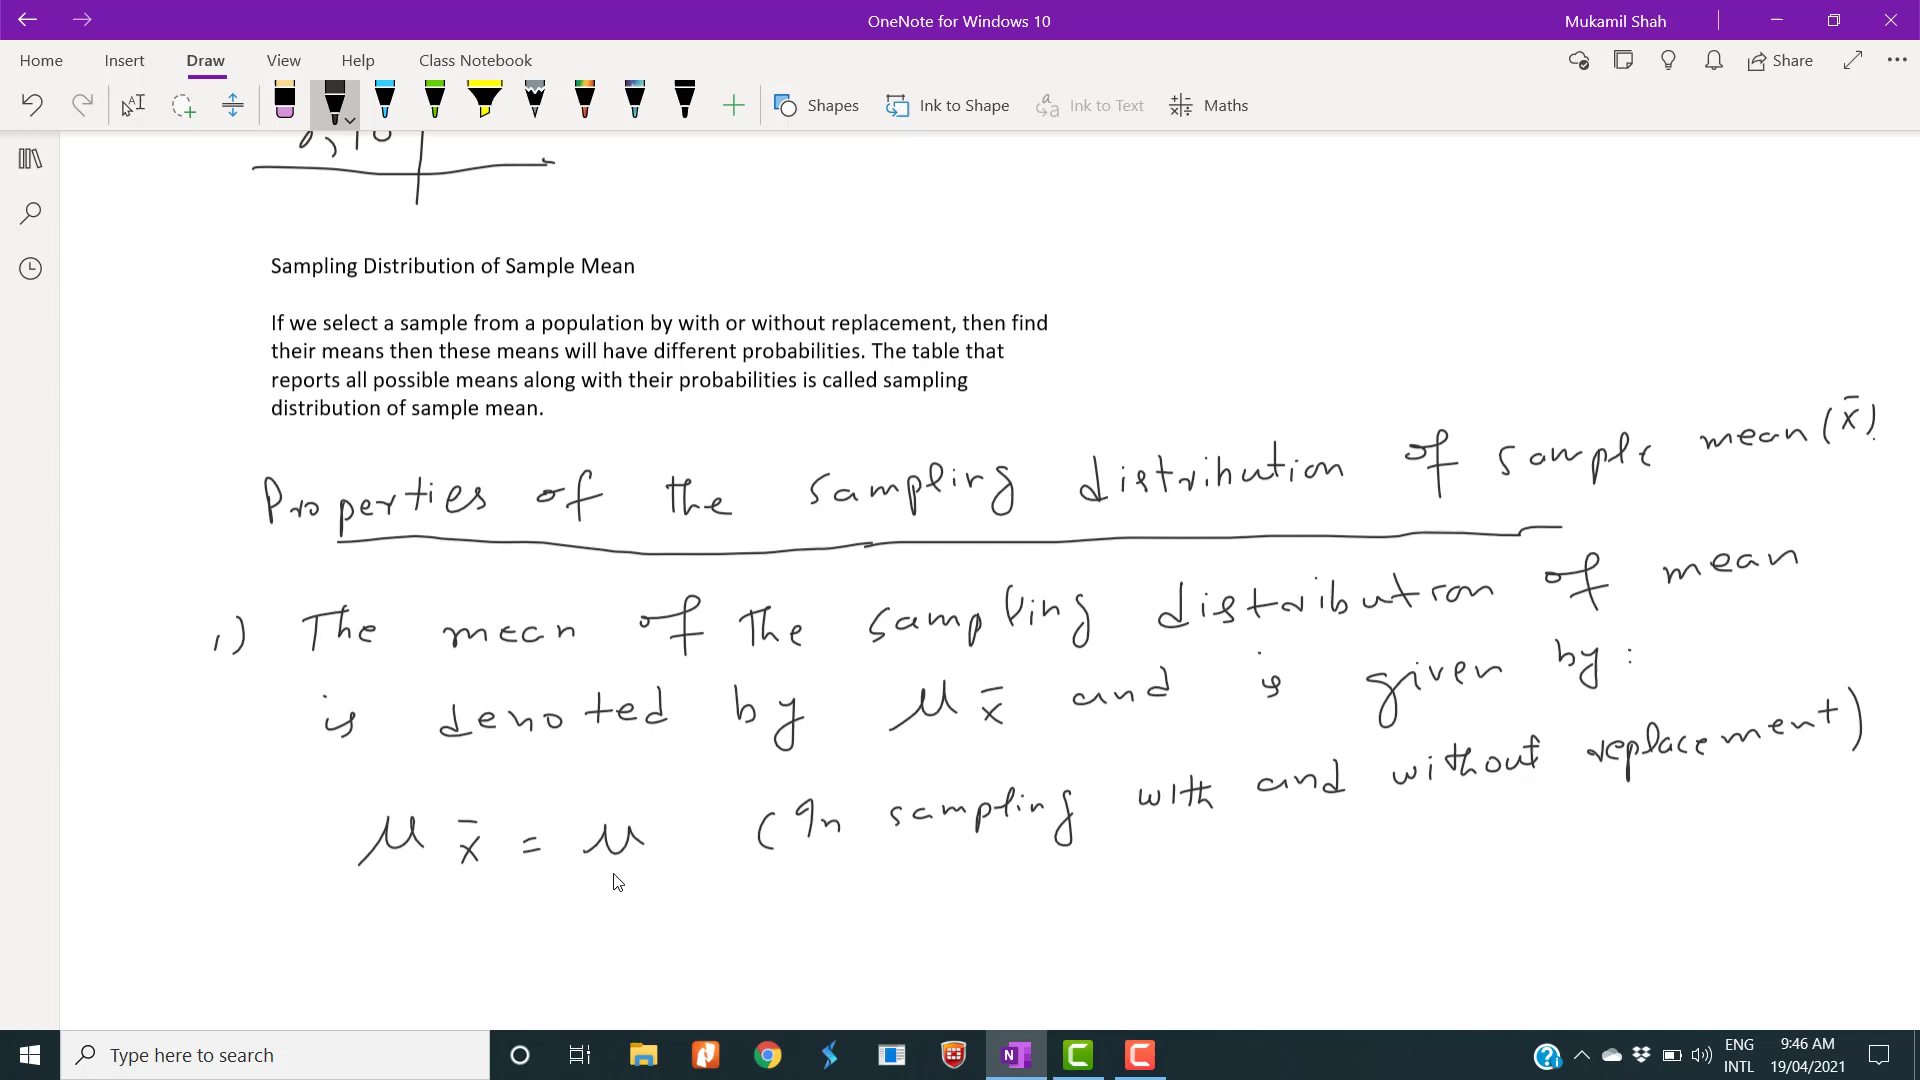 OneNote for Windows 10
Mukamil Shah
Home Insert Draw View Help Class Notebook
Share
Shapes Ink to Shape Ink to Text Maths
Sampling Distribution of Sample Mean
If we select a sample from a population by with or without replacement, then find
their means then these means will have different probabilities. The table that
reports all possible means along with their probabilities is called sampling
distribution of sample mean.
Properties of the sampling distribution of sample mean (x̄)
1) The mean of the sampling distribution of mean
is denoted by μ x̄ and is given by:
μ x̄ = μ (In sampling with and without replacement)
Type here to search
ENG
INTL
9:46 AM
19/04/2021